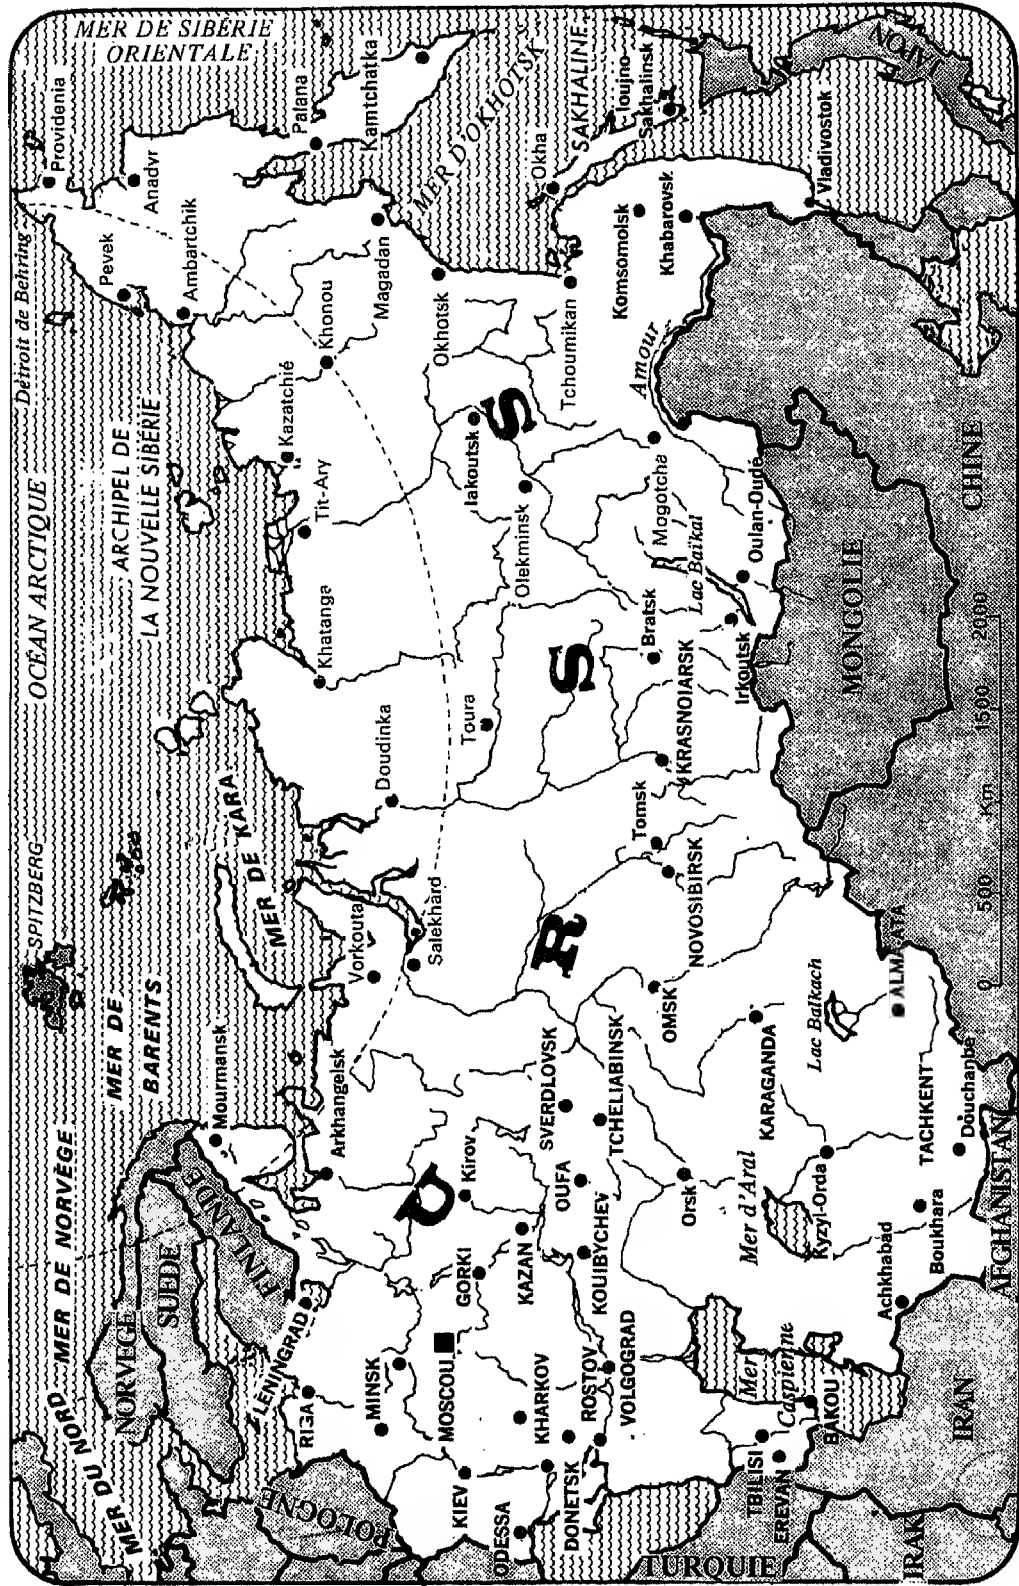 MER DE SIBÉRIE
ORIENTALE
Détroit de Behring
Providenia
Anadyr
Pevek
Ambartchik
Palana
Kamtchatka
MER D'OKHOTSK
Okha
SAKHALINE
Ioujno-
Sakhalinsk
JAPON
Vladivostok
Khabarovsk
Komsomolsk
Tchoumikan
Okhotsk
Magadan
Khonou
Kazatchié
Tit-Ary
Iakoutsk
Olekminsk
Amour
Mogotcha
Oulan-Oudé
Lac Baïkal
Irkoutsk
Bratsk
KRASNOIARSK
OCÉAN ARCTIQUE
ARCHIPEL DE
LA NOUVELLE SIBÉRIE
Khatanga
Doudinka
Toura
Tomsk
NOVOSIBIRSK
U R S S
CHINE
MONGOLIE
0 500 Km 1500 2000
SPITZBERG
MER DE KARA
Vorkouta
Salekhard
MER DE
BARENTS
Mourmansk
Arkhangelsk
SVERDLOVSK
TCHELIABINSK
OMSK
KARAGANDA
Lac Balkach
ALMA ATA
TACHKENT
Douchanbe
AFGHANISTAN
Boukhara
Achkhabad
Kzyzl-Orda
Mer d'Aral
Orsk
OUFA
KOUIBYCHEV
Kirov
KAZAN
GORKI
MER DE NORVÈGE
MER DU NORD
NORVÈGE
SUEDE
FINLANDE
LENINGRAD
RIGA
MINSK
MOSCOU
KHARKOV
ROSTOV
VOLGOGRAD
KIEV
ODESSA
DONETSK
POLOGNE
Mer
Caspienne
BAKOU
TBILISI
EREVAN
TURQUIE
IRAK
IRAN